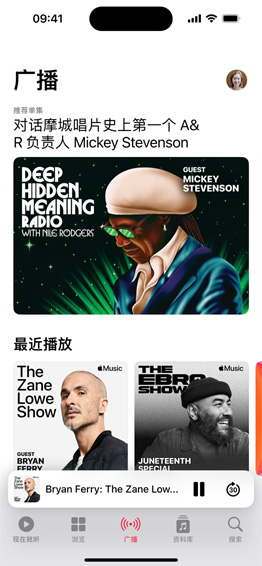 09:41
广播
推荐单集
对话摩城唱片史上第一个 A&
R 负责人 Mickey Stevenson
DEEP
HIDDEN
MEANING
RADIO
WITH NILE RODGERS
GUEST
MICKEY
STEVENSON
最近播放
The
Zane
Lowe
Show
Music
GUEST
BRYAN
FERRY
THE
EBRO
SHOW
Music
JUNETEENTH
SPECIAL
Bryan Ferry: The Zane Low...
30
现在就听
浏览
广播
资料库
搜索